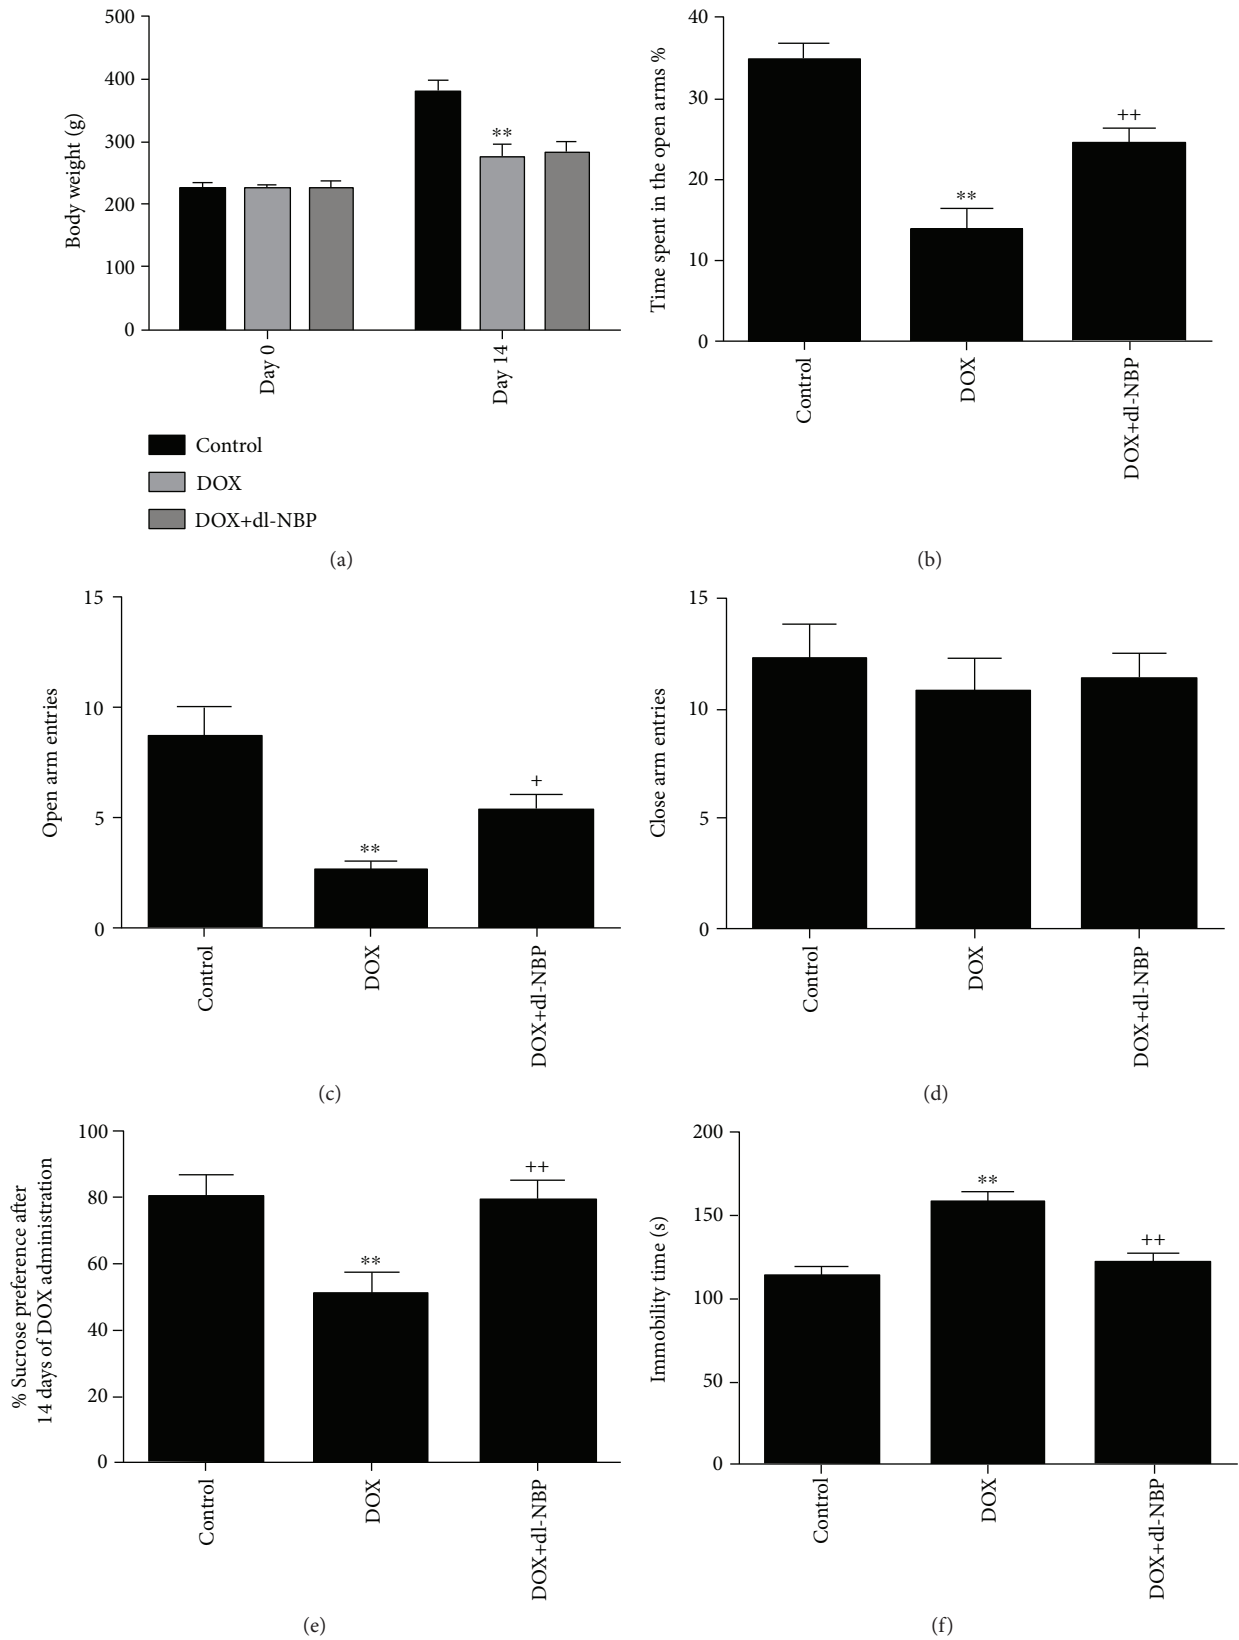 500
400
300
200
100
0
Body weight (g)
**
Day 0
Day 14
Control
DOX
DOX+dl-NBP
(a)
40
30
20
10
0
Time spent in the open arms %
**
++
Control
DOX
DOX+dl-NBP
(b)
15
10
5
0
Open arm entries
**
+
Control
DOX
DOX+dl-NBP
(c)
15
10
5
0
Close arm entries
Control
DOX
DOX+dl-NBP
(d)
100
80
60
40
20
0
% Sucrose preference after
14 days of DOX administration
**
++
Control
DOX
DOX+dl-NBP
(e)
200
150
100
50
0
Immobility time (s)
**
++
Control
DOX
DOX+dl-NBP
(f)